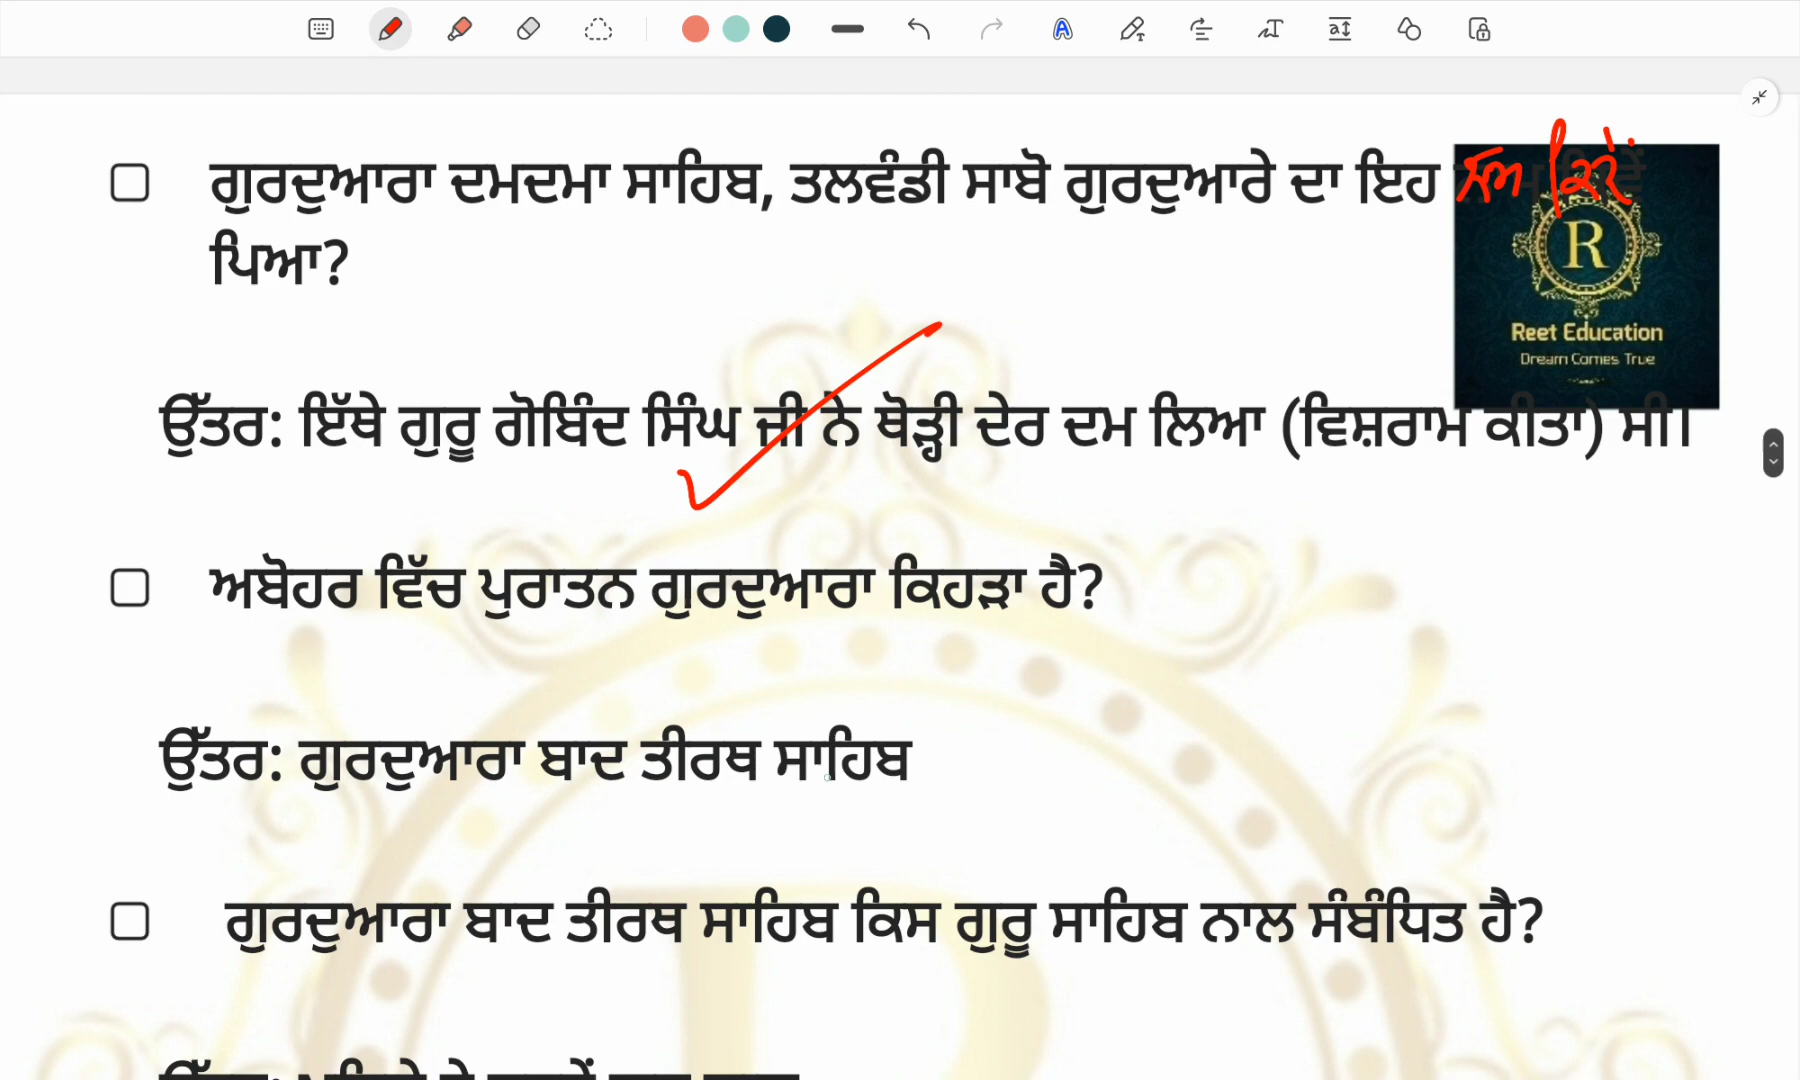 ਗੁਰਦੁਆਰਾ ਦਮਦਮਾ ਸਾਹਿਬ, ਤਲਵੰਡੀ ਸਾਬੋ ਗੁਰਦੁਆਰੇ ਦਾ ਇਹ
ਪਿਆ?
R
Reet Education
Dream Comes True
ਉੱਤਰ: ਇੱਥੇ ਗੁਰੂ ਗੋਬਿੰਦ ਸਿੰਘ ਜੀ ਨੇ ਥੋੜ੍ਹੀ ਦੇਰ ਦਮ ਲਿਆ (ਵਿਸ਼ਰਾਮ ਕੀਤਾ) ਸੀ।
ਅਬੋਹਰ ਵਿੱਚ ਪੁਰਾਤਨ ਗੁਰਦੁਆਰਾ ਕਿਹੜਾ ਹੈ?
ਉੱਤਰ: ਗੁਰਦੁਆਰਾ ਬਾਦ ਤੀਰਥ ਸਾਹਿਬ
ਗੁਰਦੁਆਰਾ ਬਾਦ ਤੀਰਥ ਸਾਹਿਬ ਕਿਸ ਗੁਰੂ ਸਾਹਿਬ ਨਾਲ ਸੰਬੰਧਿਤ ਹੈ?